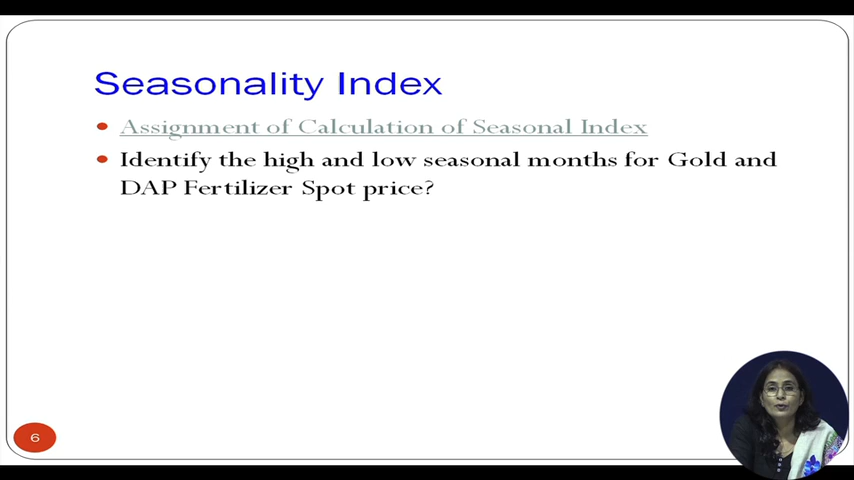 Seasonality Index
Assignment of Calculation of Seasonal Index
Identify the high and low seasonal months for Gold and
DAP Fertilizer Spot price?
6